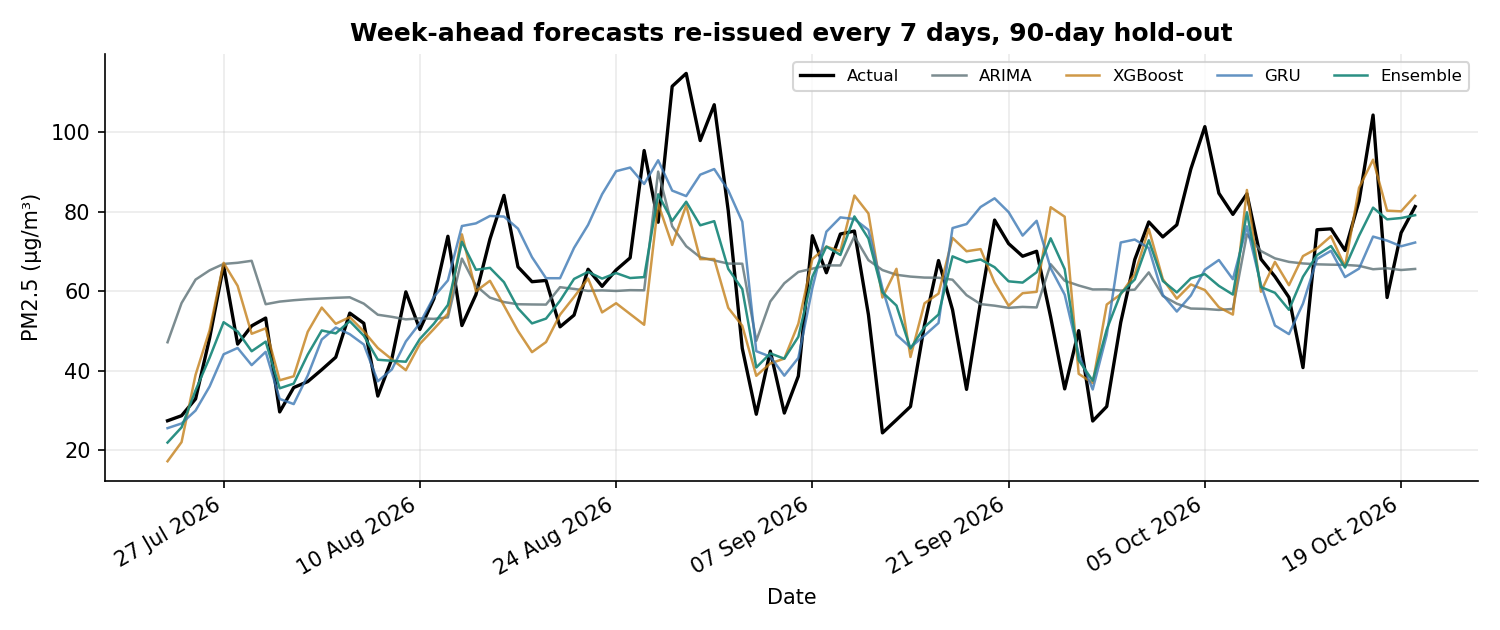 Week-ahead forecasts re-issued every 7 days, 90-day hold-out
Actual ARIMA XGBoost GRU Ensemble
PM2.5 (µg/m³)
100
80
60
40
20
27 Jul 2026
10 Aug 2026
24 Aug 2026
07 Sep 2026
21 Sep 2026
05 Oct 2026
19 Oct 2026
Date